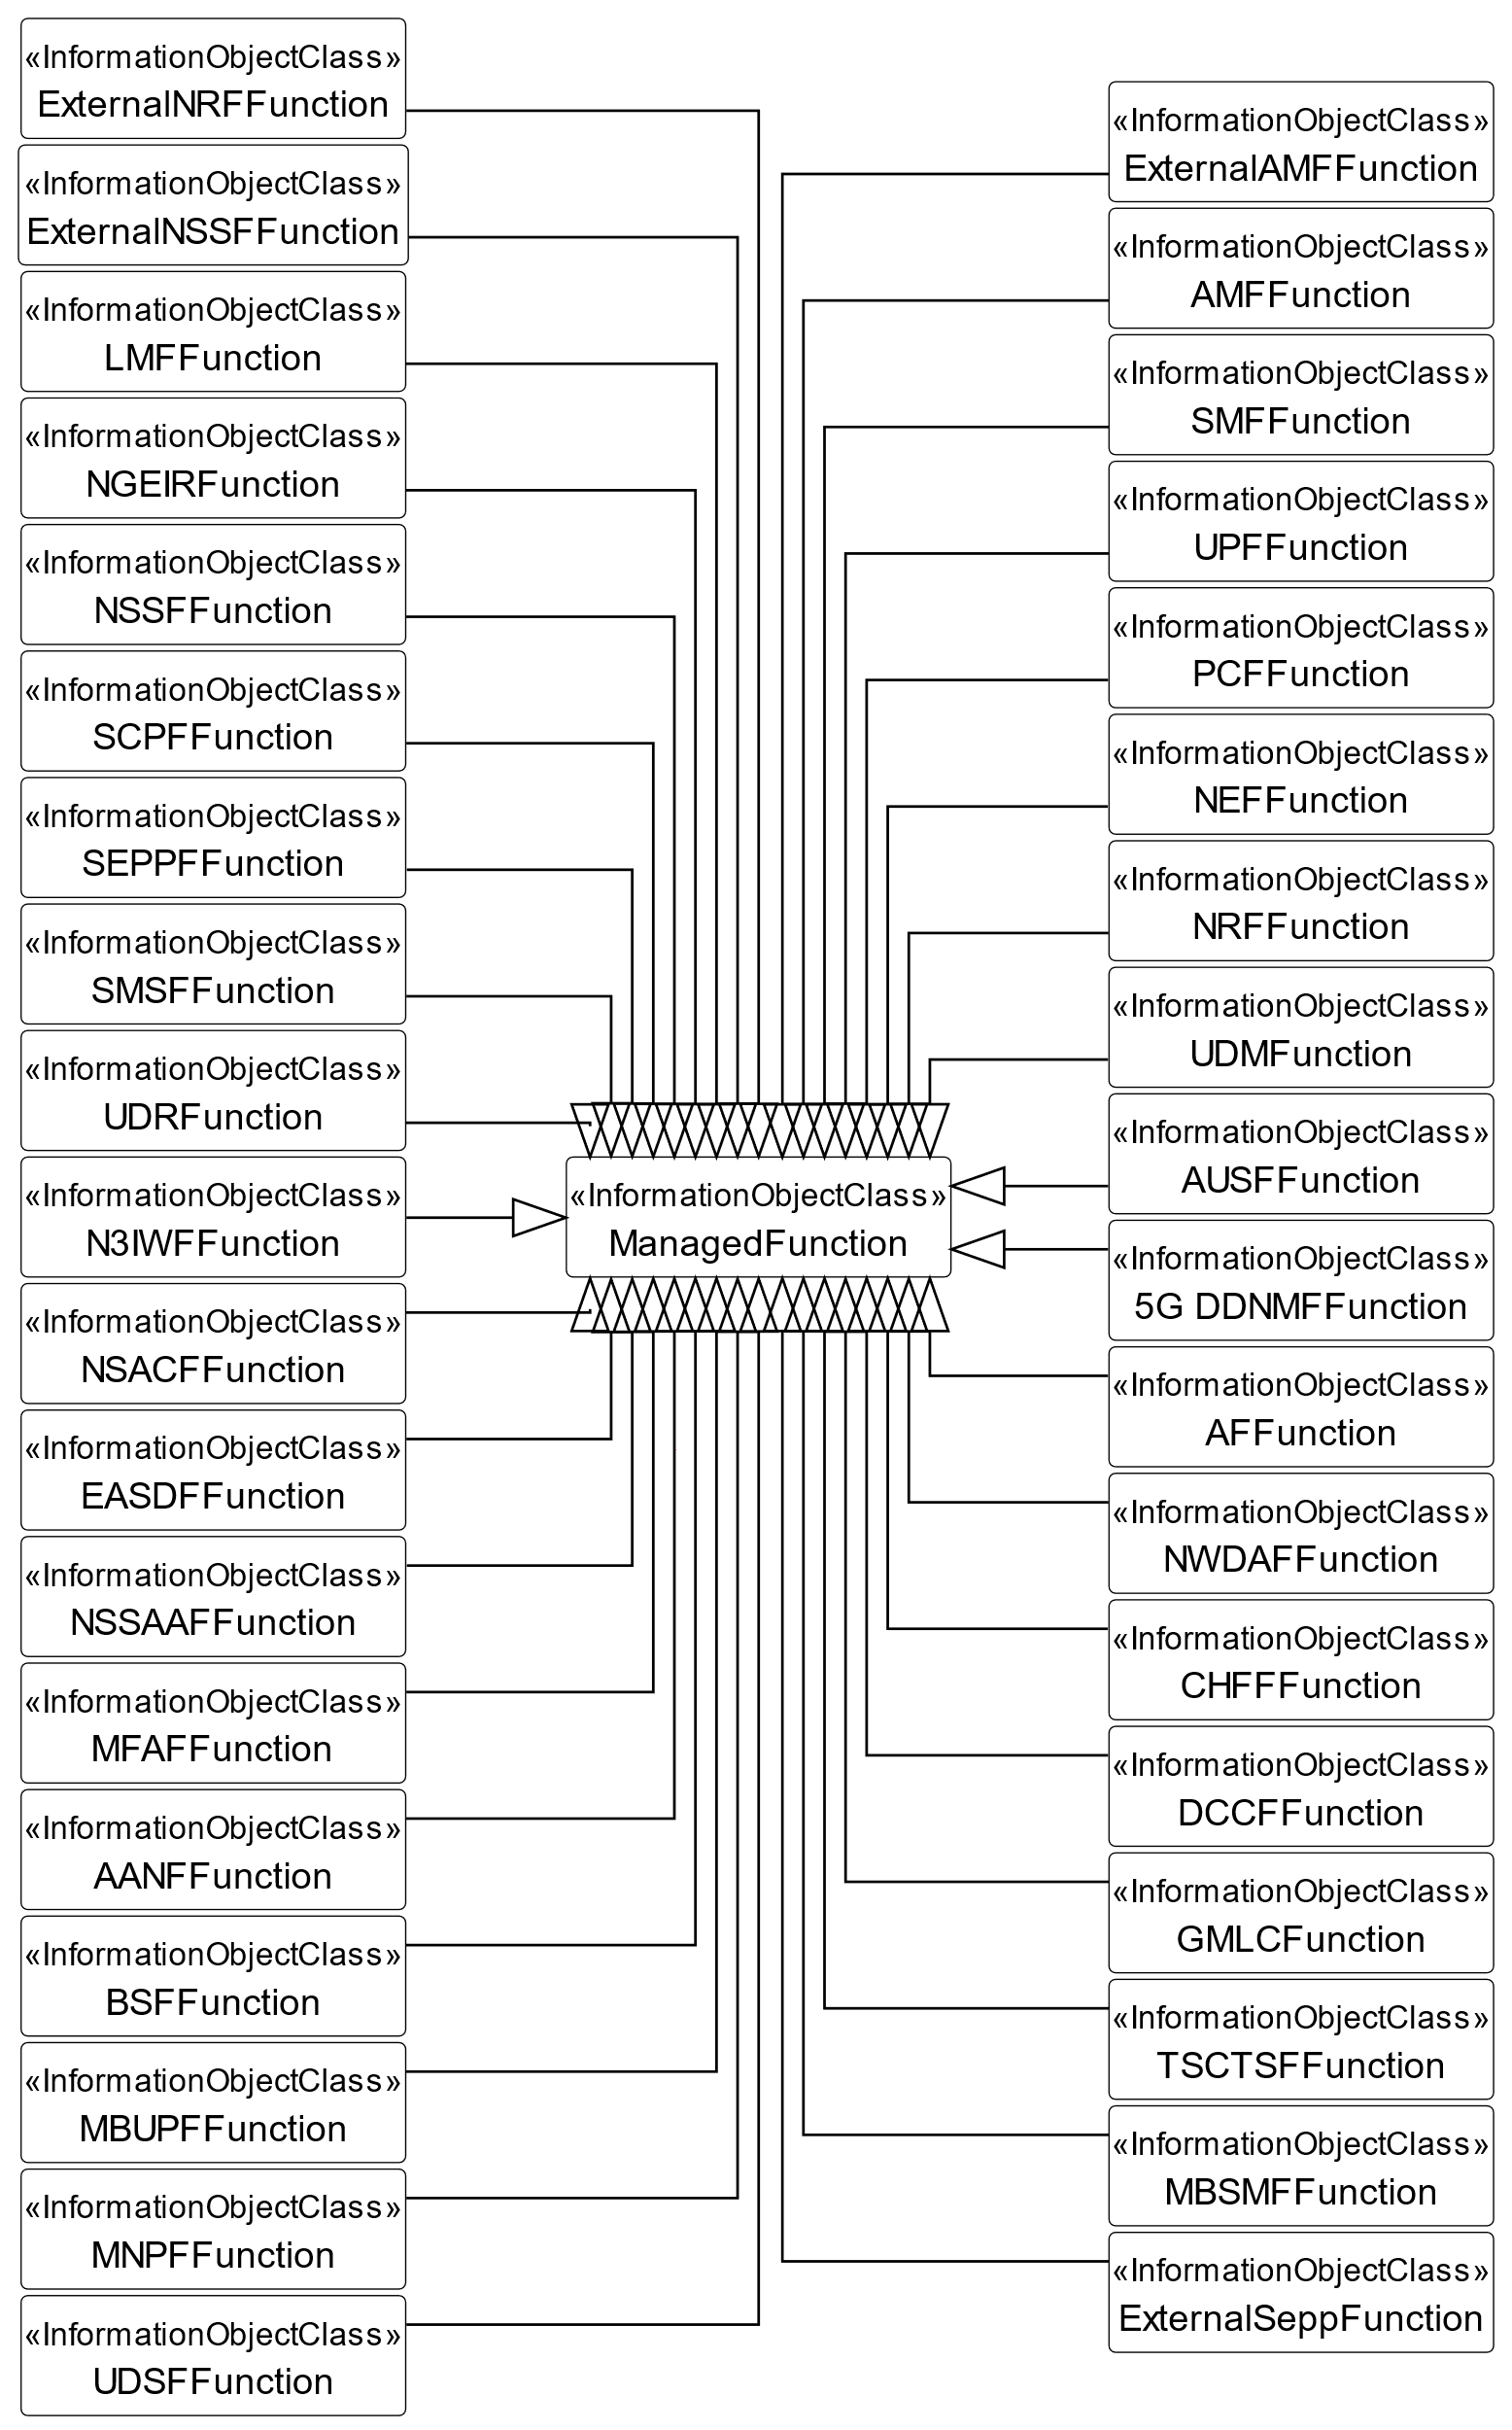 «InformationObjectClass»
ExternalNRFFunction
«InformationObjectClass»
ExternalNSSFFunction
«InformationObjectClass»
LMFFunction
«InformationObjectClass»
NGEIRFunction
«InformationObjectClass»
NSSFFunction
«InformationObjectClass»
SCPFFunction
«InformationObjectClass»
SEPPFFunction
«InformationObjectClass»
SMSFFunction
«InformationObjectClass»
UDRFunction
«InformationObjectClass»
N3IWFFunction
«InformationObjectClass»
NSACFFunction
«InformationObjectClass»
EASDFFunction
«InformationObjectClass»
NSSAAFFunction
«InformationObjectClass»
MFAFFunction
«InformationObjectClass»
AANFFunction
«InformationObjectClass»
BSFFunction
«InformationObjectClass»
MBUPFFunction
«InformationObjectClass»
MNPFFunction
«InformationObjectClass»
UDSFFunction
«InformationObjectClass»
ManagedFunction
«InformationObjectClass»
ExternalAMFFunction
«InformationObjectClass»
AMFFunction
«InformationObjectClass»
SMFFunction
«InformationObjectClass»
UPFFunction
«InformationObjectClass»
PCFFunction
«InformationObjectClass»
NEFFunction
«InformationObjectClass»
NRFFunction
«InformationObjectClass»
UDMFunction
«InformationObjectClass»
AUSFFunction
«InformationObjectClass»
5G DDNMFFunction
«InformationObjectClass»
AFFunction
«InformationObjectClass»
NWDAFFunction
«InformationObjectClass»
CHFFFunction
«InformationObjectClass»
DCCFFunction
«InformationObjectClass»
GMLCFunction
«InformationObjectClass»
TSCTSFFunction
«InformationObjectClass»
MBSMFFunction
«InformationObjectClass»
ExternalSeppFunction